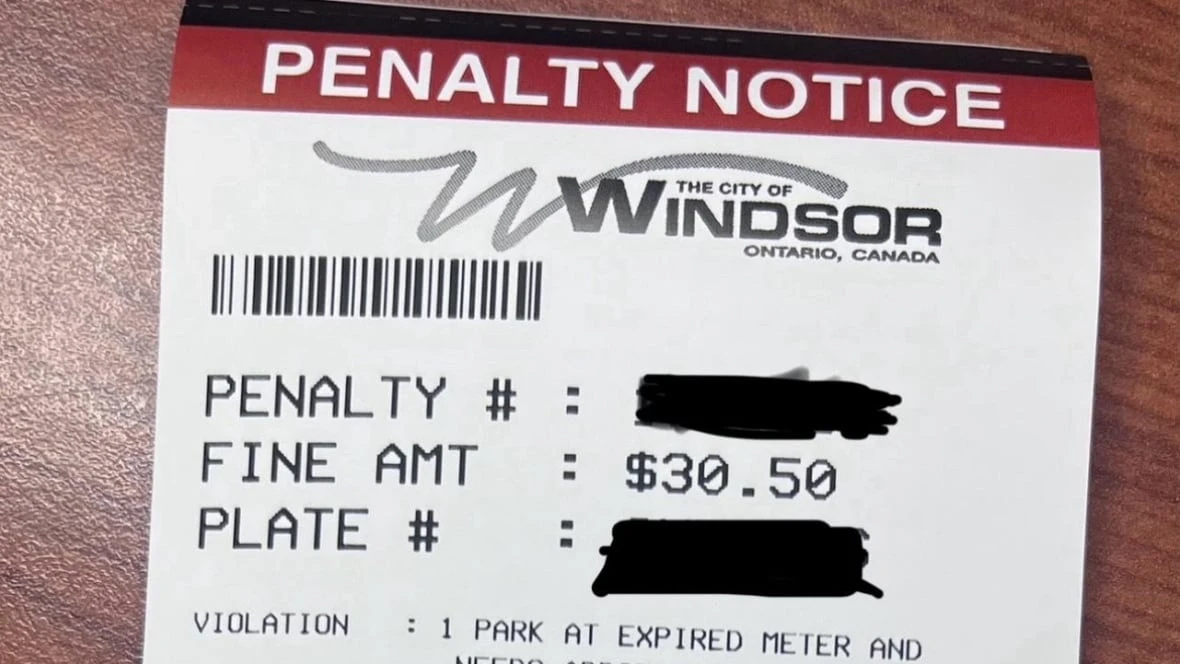 PENALTY NOTICE
THE CITY OF
WINDSOR
ONTARIO, CANADA
PENALTY # :
FINE AMT : $30.50
PLATE # :
VIOLATION : 1 PARK AT EXPIRED METER AND